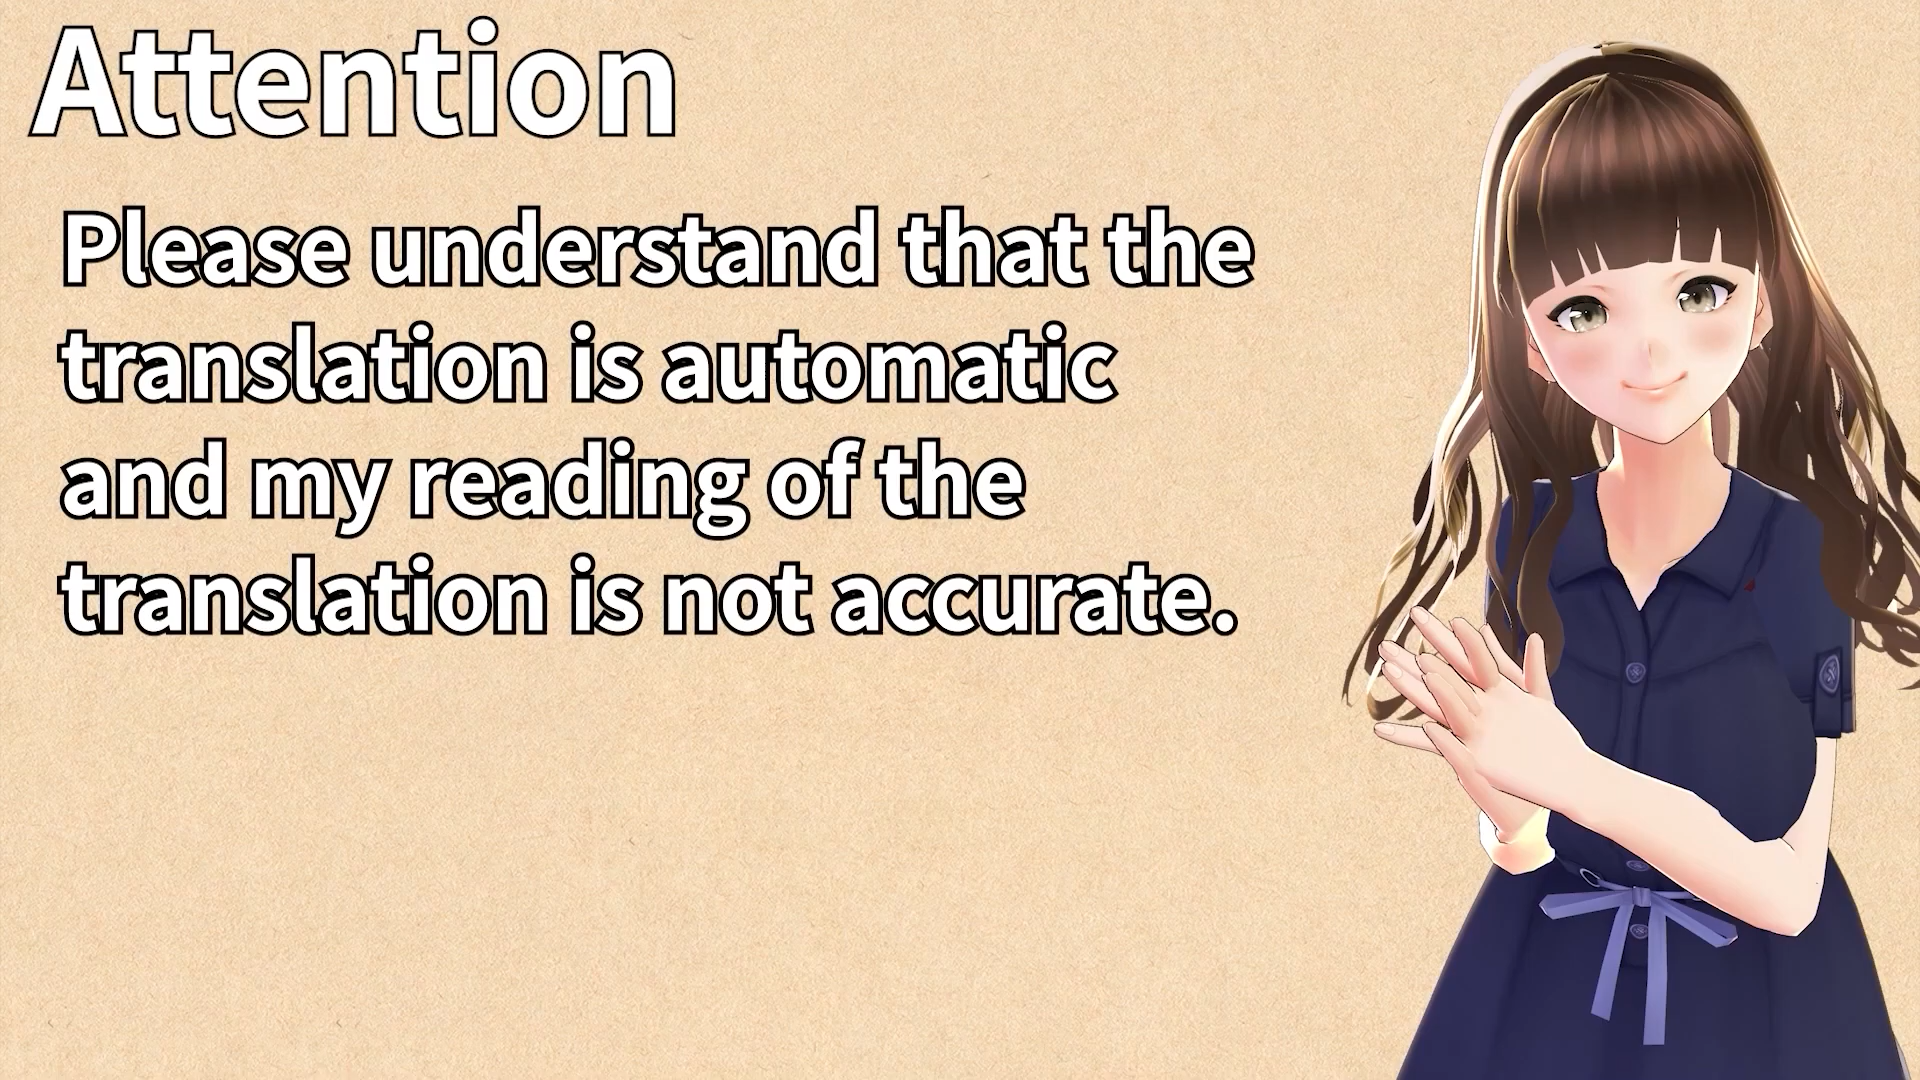 Attention
Please understand that the
translation is automatic
and my reading of the
translation is not accurate.